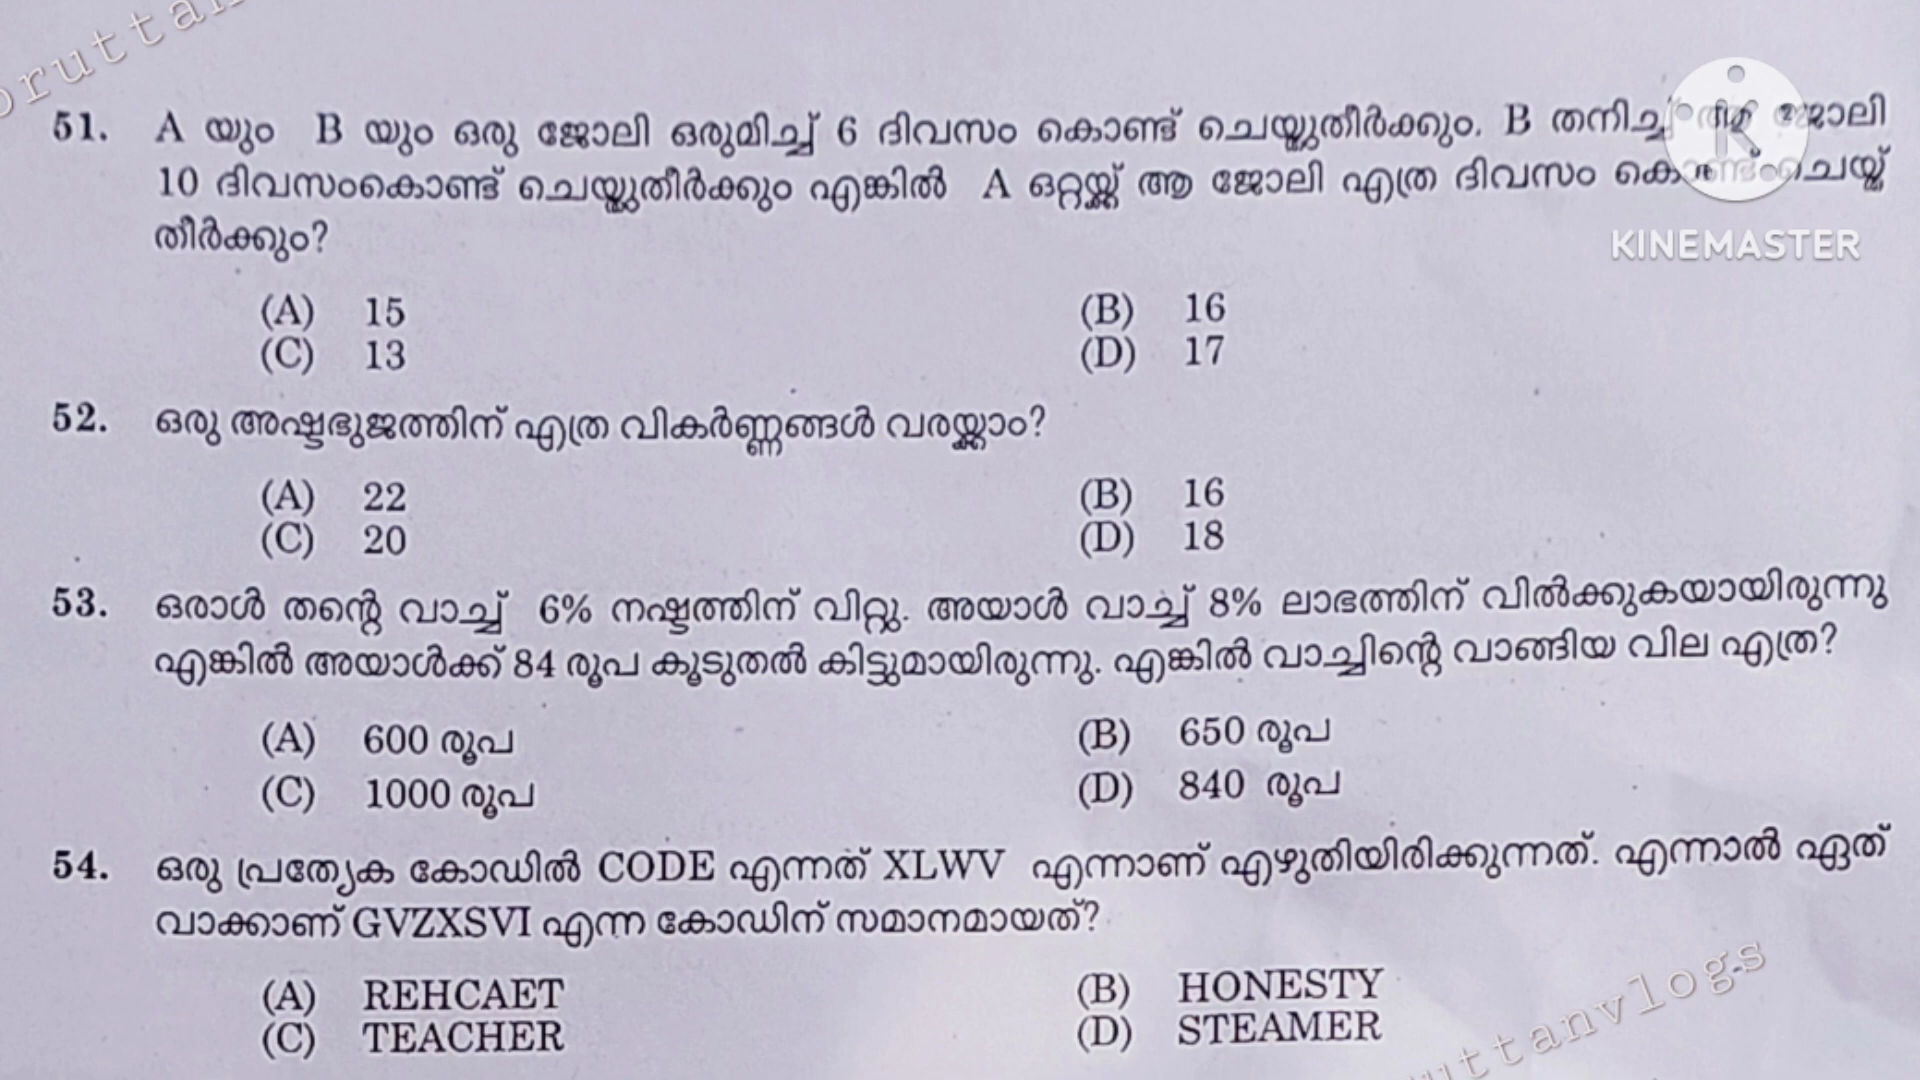 oruttan
51. A യും B യും ഒരു ജോലി ഒരുമിച്ച് 6 ദിവസം കൊണ്ട് ചെയ്തുതീർക്കും. B തനിച്ച് ജോലി
10 ദിവസംകൊണ്ട് ചെയ്തുതീർക്കും എങ്കിൽ A ഒറ്റയ്ക്ക് ആ ജോലി എത്ര ദിവസം കൊണ്ട് ചെയ്ത്
തീർക്കും?
KINEMASTER
(A) 15 (B) 16
(C) 13 (D) 17
52. ഒരു അഷ്ടഭുജത്തിന് എത്ര വികർണ്ണങ്ങൾ വരയ്ക്കാം?
(A) 22 (B) 16
(C) 20 (D) 18
53. ഒരാൾ തന്റെ വാച്ച് 6% നഷ്ടത്തിന് വിറ്റു. അയാൾ വാച്ച് 8% ലാഭത്തിന് വിൽക്കുകയായിരുന്നു
എങ്കിൽ അയാൾക്ക് 84 രൂപ കൂടുതൽ കിട്ടുമായിരുന്നു. എങ്കിൽ വാച്ചിന്റെ വാങ്ങിയ വില എത്ര?
(A) 600 രൂപ (B) 650 രൂപ
(C) 1000 രൂപ (D) 840 രൂപ
54. ഒരു പ്രത്യേക കോഡിൽ CODE എന്നത് XLWV എന്നാണ് എഴുതിയിരിക്കുന്നത്. എന്നാൽ ഏത്
വാക്കാണ് GVZXSVI എന്ന കോഡിന് സമാനമായത്?
(A) REHCAET (B) HONESTY
(C) TEACHER (D) STEAMER
uttanvlogs